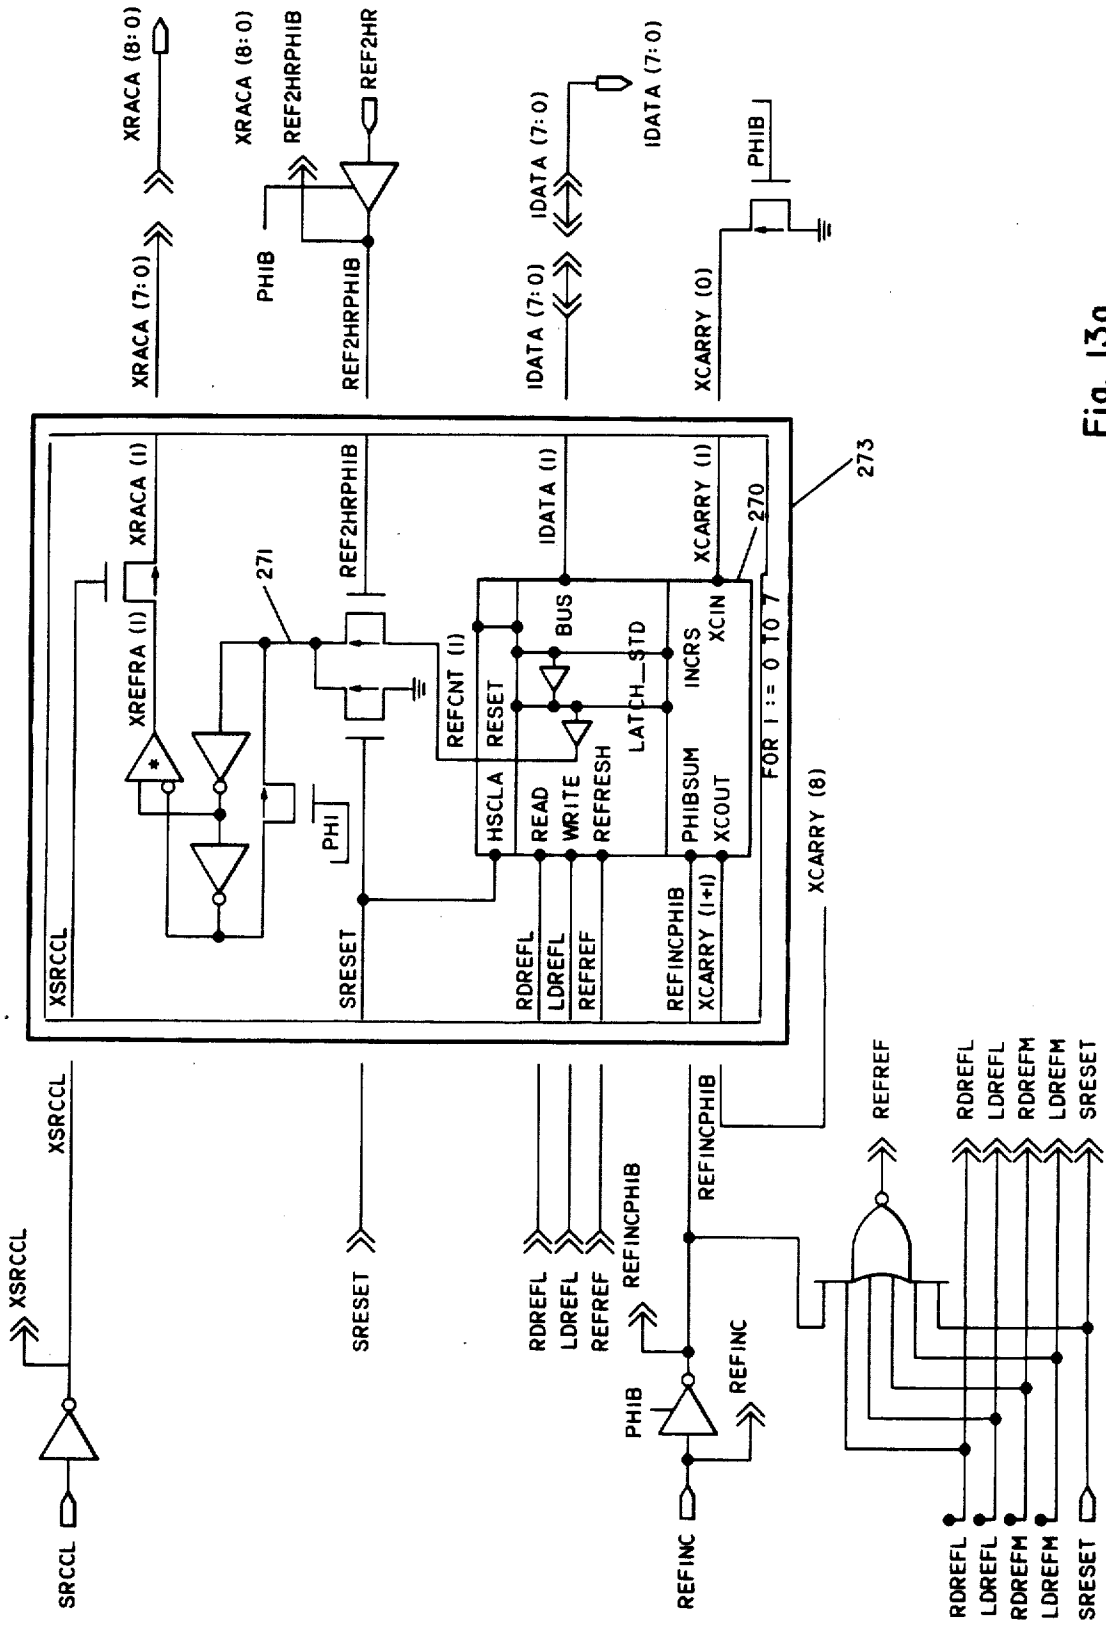 SRCCL
XSRCCL
XSRCCL
XSRCCL
XREFRA (I)
XRACA (I)
XRACA (7:0)
XRACA (8:0)
XRACA (8:0)
*
PHI
271
PHIB
REF2HRPHIB
REF2HR
SRESET
SRESET
REF2HRPHIB
REF2HRPHIB
REFCNT (I)
HSCLA
RESET
RDREFL
LDREFL
REFREF
RDREFL
LDREFL
REFREF
READ
WRITE
REFRESH
BUS
LATCH_STD
IDATA (I)
IDATA (7:0)
IDATA (7:0)
IDATA (7:0)
REFINC
PHIB
REFINCPHIB
REFINC
REFINCPHIB
REFINCPHIB
XCARRY (I+I)
PHIBSUM
XCOUT
INCRS
XCIN
XCARRY (I)
XCARRY (0)
PHIB
270
FOR I := 0 TO 7
273
XCARRY (8)
REFREF
RDREFL
LDREFL
RDREFM
LDREFM
SRESET
RDREFL
LDREFL
RDREFM
LDREFM
SRESET
Fig. 13a